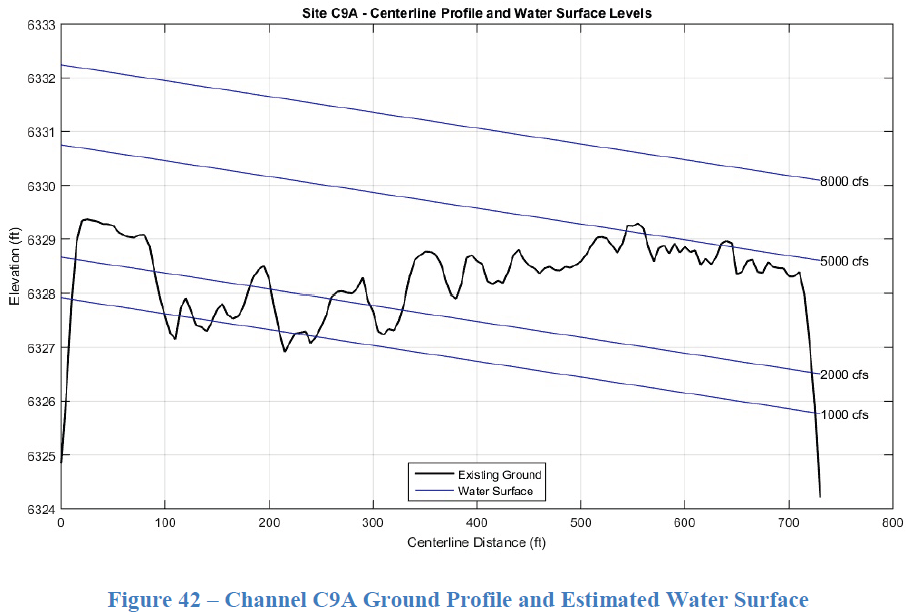 Site C9A - Centerline Profile and Water Surface Levels
6333
6332
6331
6330
6329
6328
6327
6326
6325
6324
Elevation (ft)
8000 cfs
5000 cfs
2000 cfs
1000 cfs
Existing Ground
Water Surface
0 100 200 300 400 500 600 700 800
Centerline Distance (ft)
Figure 42 – Channel C9A Ground Profile and Estimated Water Surface